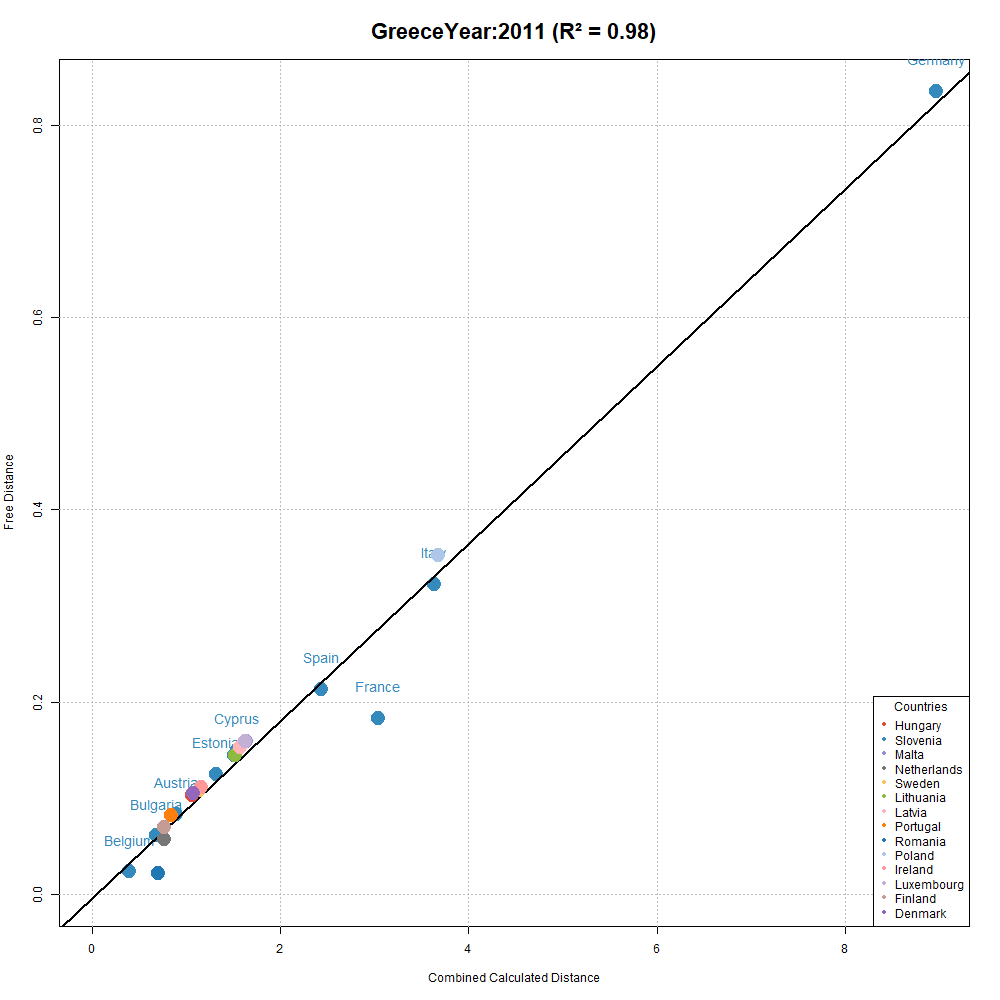 GreeceYear:2011 (R² = 0.98)
Germany
0.8
0.6
Free Distance
0.4
Italy
Spain
France
0.2
Cyprus
Estonia
Austria
Bulgaria
Belgium
0.0
Countries
Hungary
Slovenia
Malta
Netherlands
Sweden
Lithuania
Latvia
Portugal
Romania
Poland
Ireland
Luxembourg
Finland
Denmark
0 2 4 6 8
Combined Calculated Distance